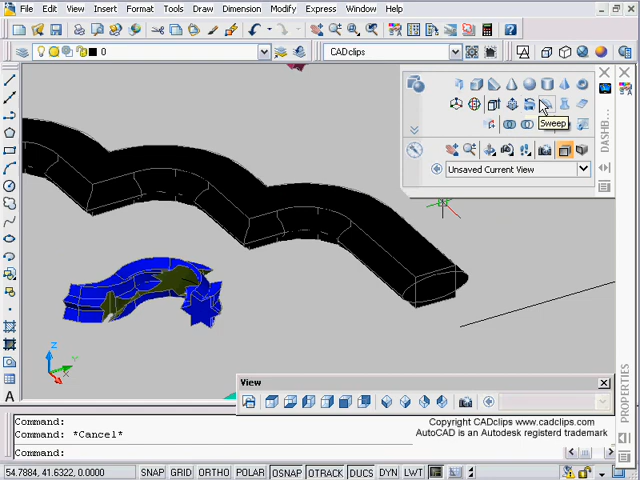 File Edit View Insert Format Tools Draw Dimension Modify Express Window Help
0
CADclips
Sweep
DASHB...
Unsaved Current View
View
Z
Y
X
PROPERTIES
Command:
Command: *Cancel*
Command:
Copyright CADclips www.cadclips.com
AutoCAD is an Autodesk registerd trademark
54.7884, 41.6322, 0.0000 SNAP GRID ORTHO POLAR OSNAP OTRACK DUCS DYN LWT